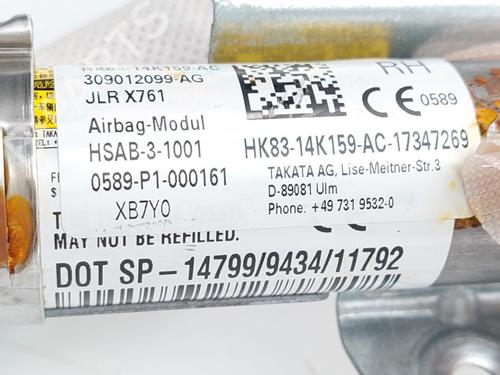 HK83-14K159-AC
309012099-AG
JLR X761
Airbag-Modul
HSAB-3-1001
0589-P1-000161
XB7Y0
RH
CE 0589
HK83-14K159-AC-17347269
TAKATA AG, Lise-Meitner-Str.3
D-89081 Ulm
Phone. +49 731 9532-0
MAY NOT BE REFILLED.
DOT SP-14799/9434/11792